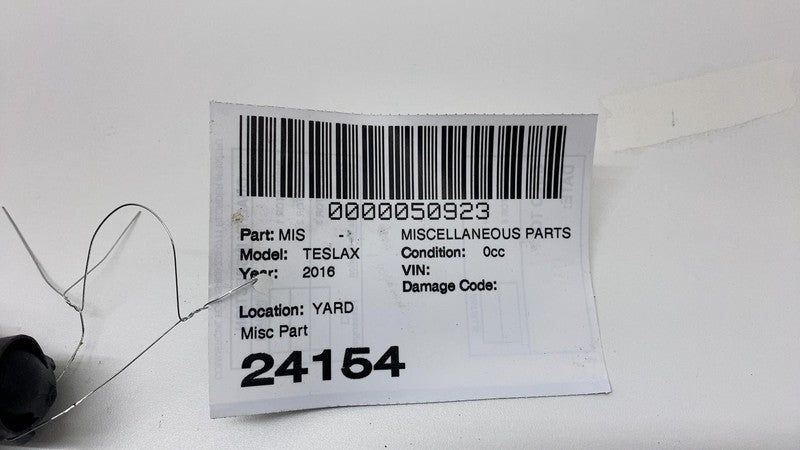 0000050923
Part: MIS - MISCELLANEOUS PARTS
Model: TESLAX Condition: 0cc
Year: 2016 VIN:
Damage Code:
Location: YARD
Misc Part
24154